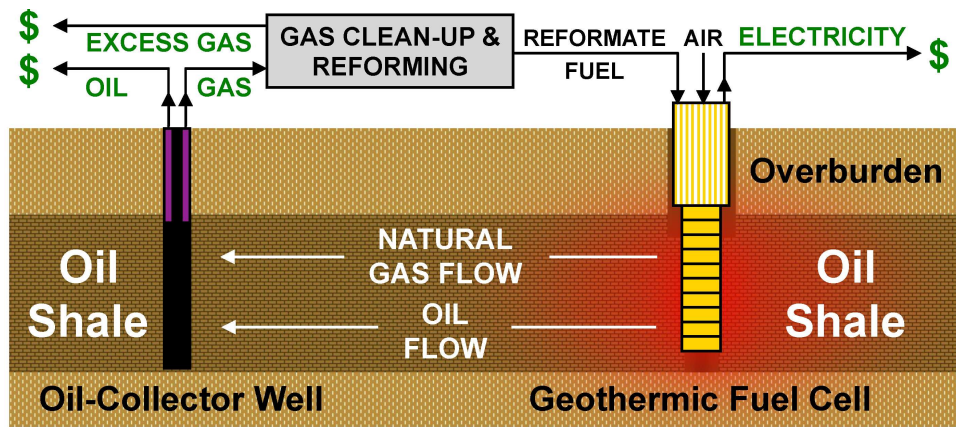 $
EXCESS GAS
GAS CLEAN-UP &
REFORMING
REFORMATE
FUEL
AIR
ELECTRICITY
$
$
OIL
GAS
Overburden
Oil
Shale
NATURAL
GAS FLOW
OIL
FLOW
Oil
Shale
Oil-Collector Well
Geothermic Fuel Cell